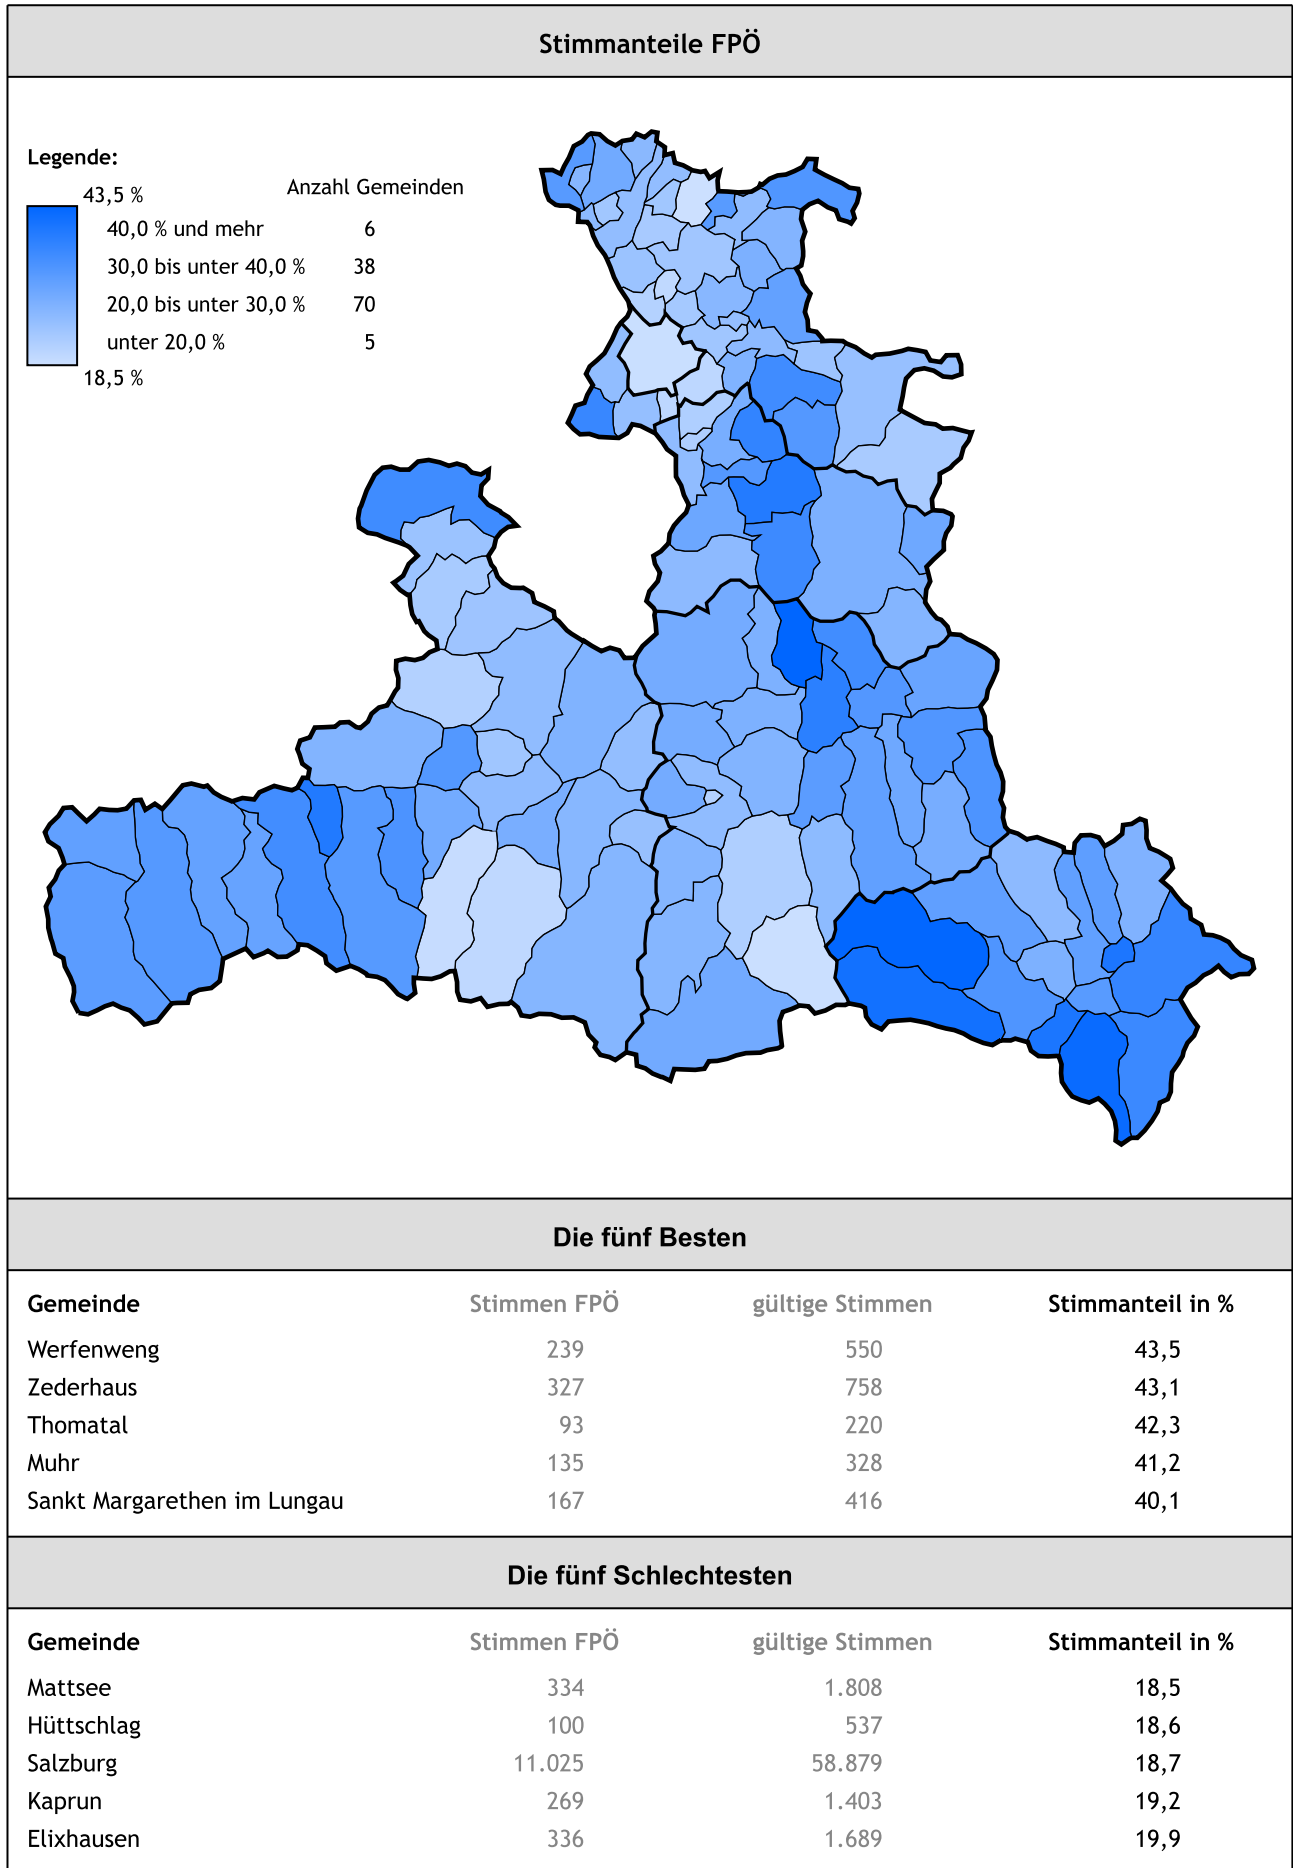 Stimmanteile FPÖ
Legende:
43,5 %
Anzahl Gemeinden
40,0 % und mehr 6
30,0 bis unter 40,0 % 38
20,0 bis unter 30,0 % 70
unter 20,0 % 5
18,5 %
Die fünf Besten
Gemeinde Stimmen FPÖ gültige Stimmen Stimmanteil in %
Werfenweng 239 550 43,5
Zederhaus 327 758 43,1
Thomatal 93 220 42,3
Muhr 135 328 41,2
Sankt Margarethen im Lungau 167 416 40,1
Die fünf Schlechtesten
Gemeinde Stimmen FPÖ gültige Stimmen Stimmanteil in %
Mattsee 334 1.808 18,5
Hüttschlag 100 537 18,6
Salzburg 11.025 58.879 18,7
Kaprun 269 1.403 19,2
Elixhausen 336 1.689 19,9